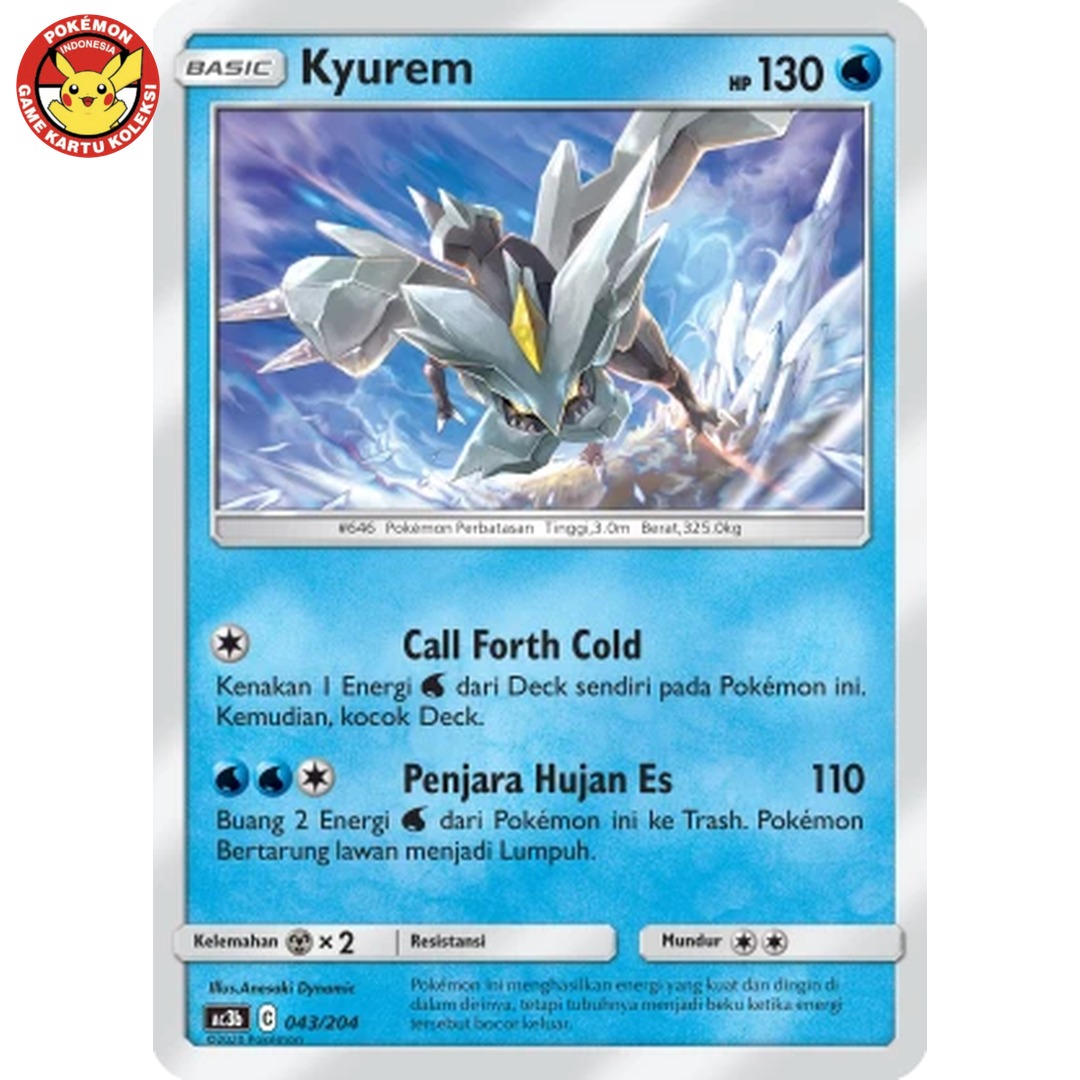 POKÉMON
INDONESIA
GAME KARTU KOLEKSI
BASIC Kyurem HP 130
#646 Pokémon Perbatasan Tinggi,3.0m Berat,325.0kg
Call Forth Cold
Kenakan 1 Energi dari Deck sendiri pada Pokémon ini.
Kemudian, kocok Deck.
Penjara Hujan Es 110
Buang 2 Energi dari Pokémon ini ke Trash. Pokémon
Bertarung lawan menjadi Lumpuh.
Kelemahan ×2 Resistansi Mundur
Illus.Anesaki Dynamic
Pokémon ini menghasilkan energi yang kuat dan dingin di
dalam dirinya, tetapi tubuhnya menjadi beku ketika energi
tersebut bocor keluar.
AC3b C 043/204
Pokémon